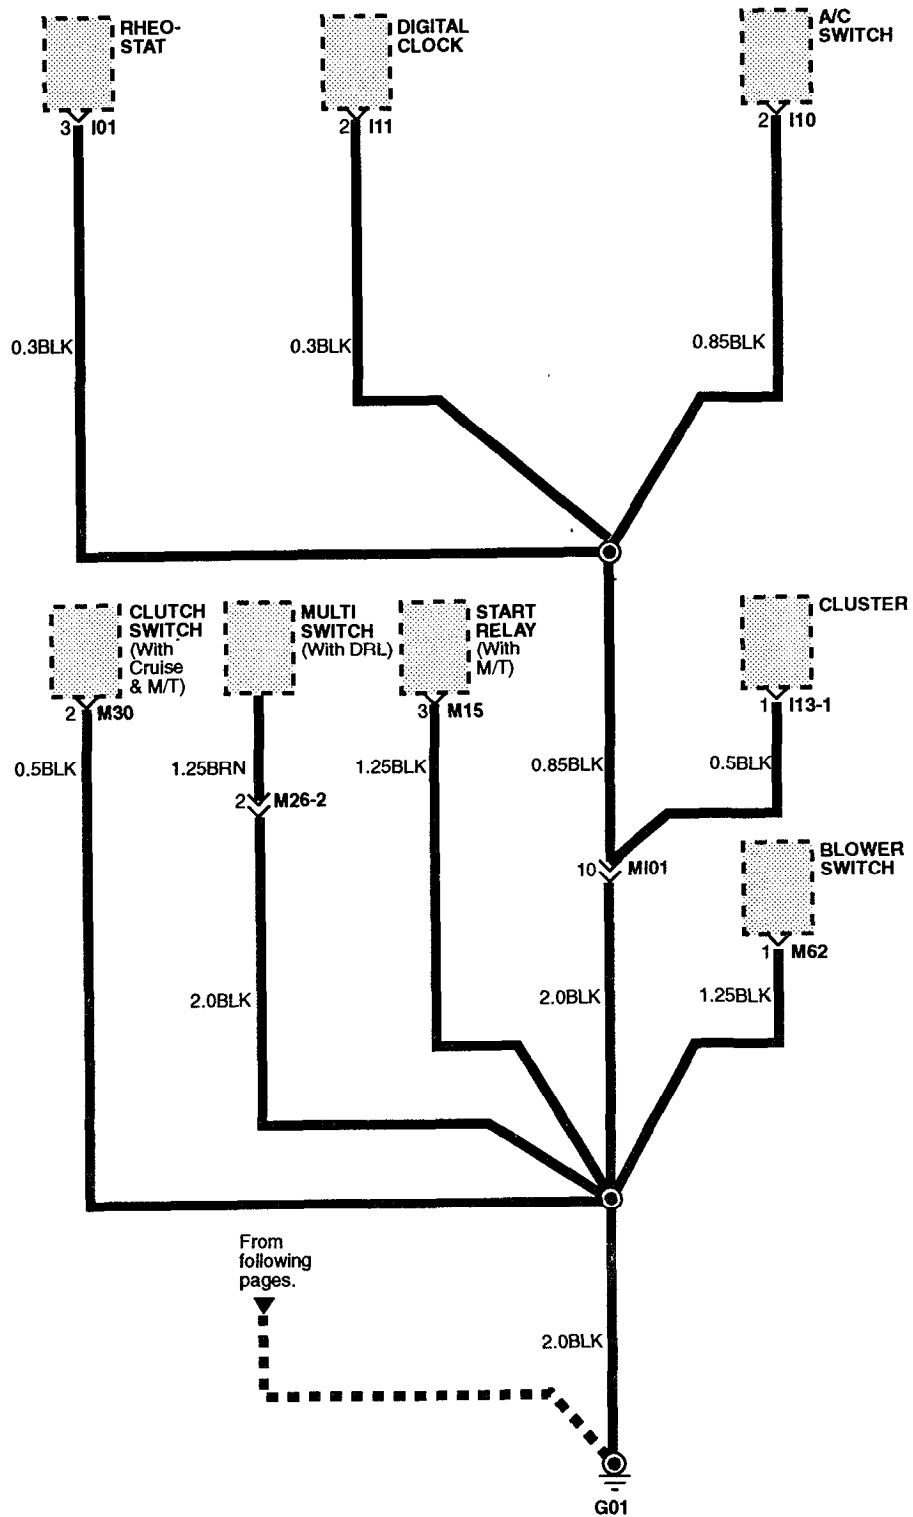 RHEO-
STAT
DIGITAL
CLOCK
A/C
SWITCH
3 I01
2 I11
2 I10
0.3BLK
0.3BLK
0.85BLK
CLUTCH
SWITCH
(With
Cruise
& M/T)
MULTI
SWITCH
(With DRL)
START
RELAY
(With
M/T)
CLUSTER
2 M30
3 M15
1 I13-1
0.5BLK
1.25BRN
1.25BLK
0.85BLK
0.5BLK
2 M26-2
BLOWER
SWITCH
10 MI01
1 M62
2.0BLK
2.0BLK
1.25BLK
From
following
pages.
2.0BLK
G01